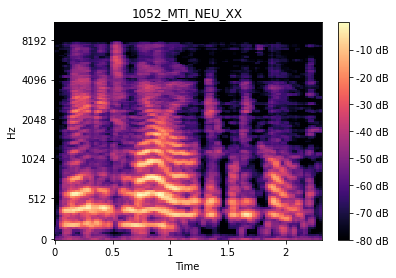 1052_MTI_NEU_XX
8192
4096
2048
1024
512
0
Hz
0 0.5 1 1.5 2
Time
-10 dB
-20 dB
-30 dB
-40 dB
-50 dB
-60 dB
-70 dB
-80 dB